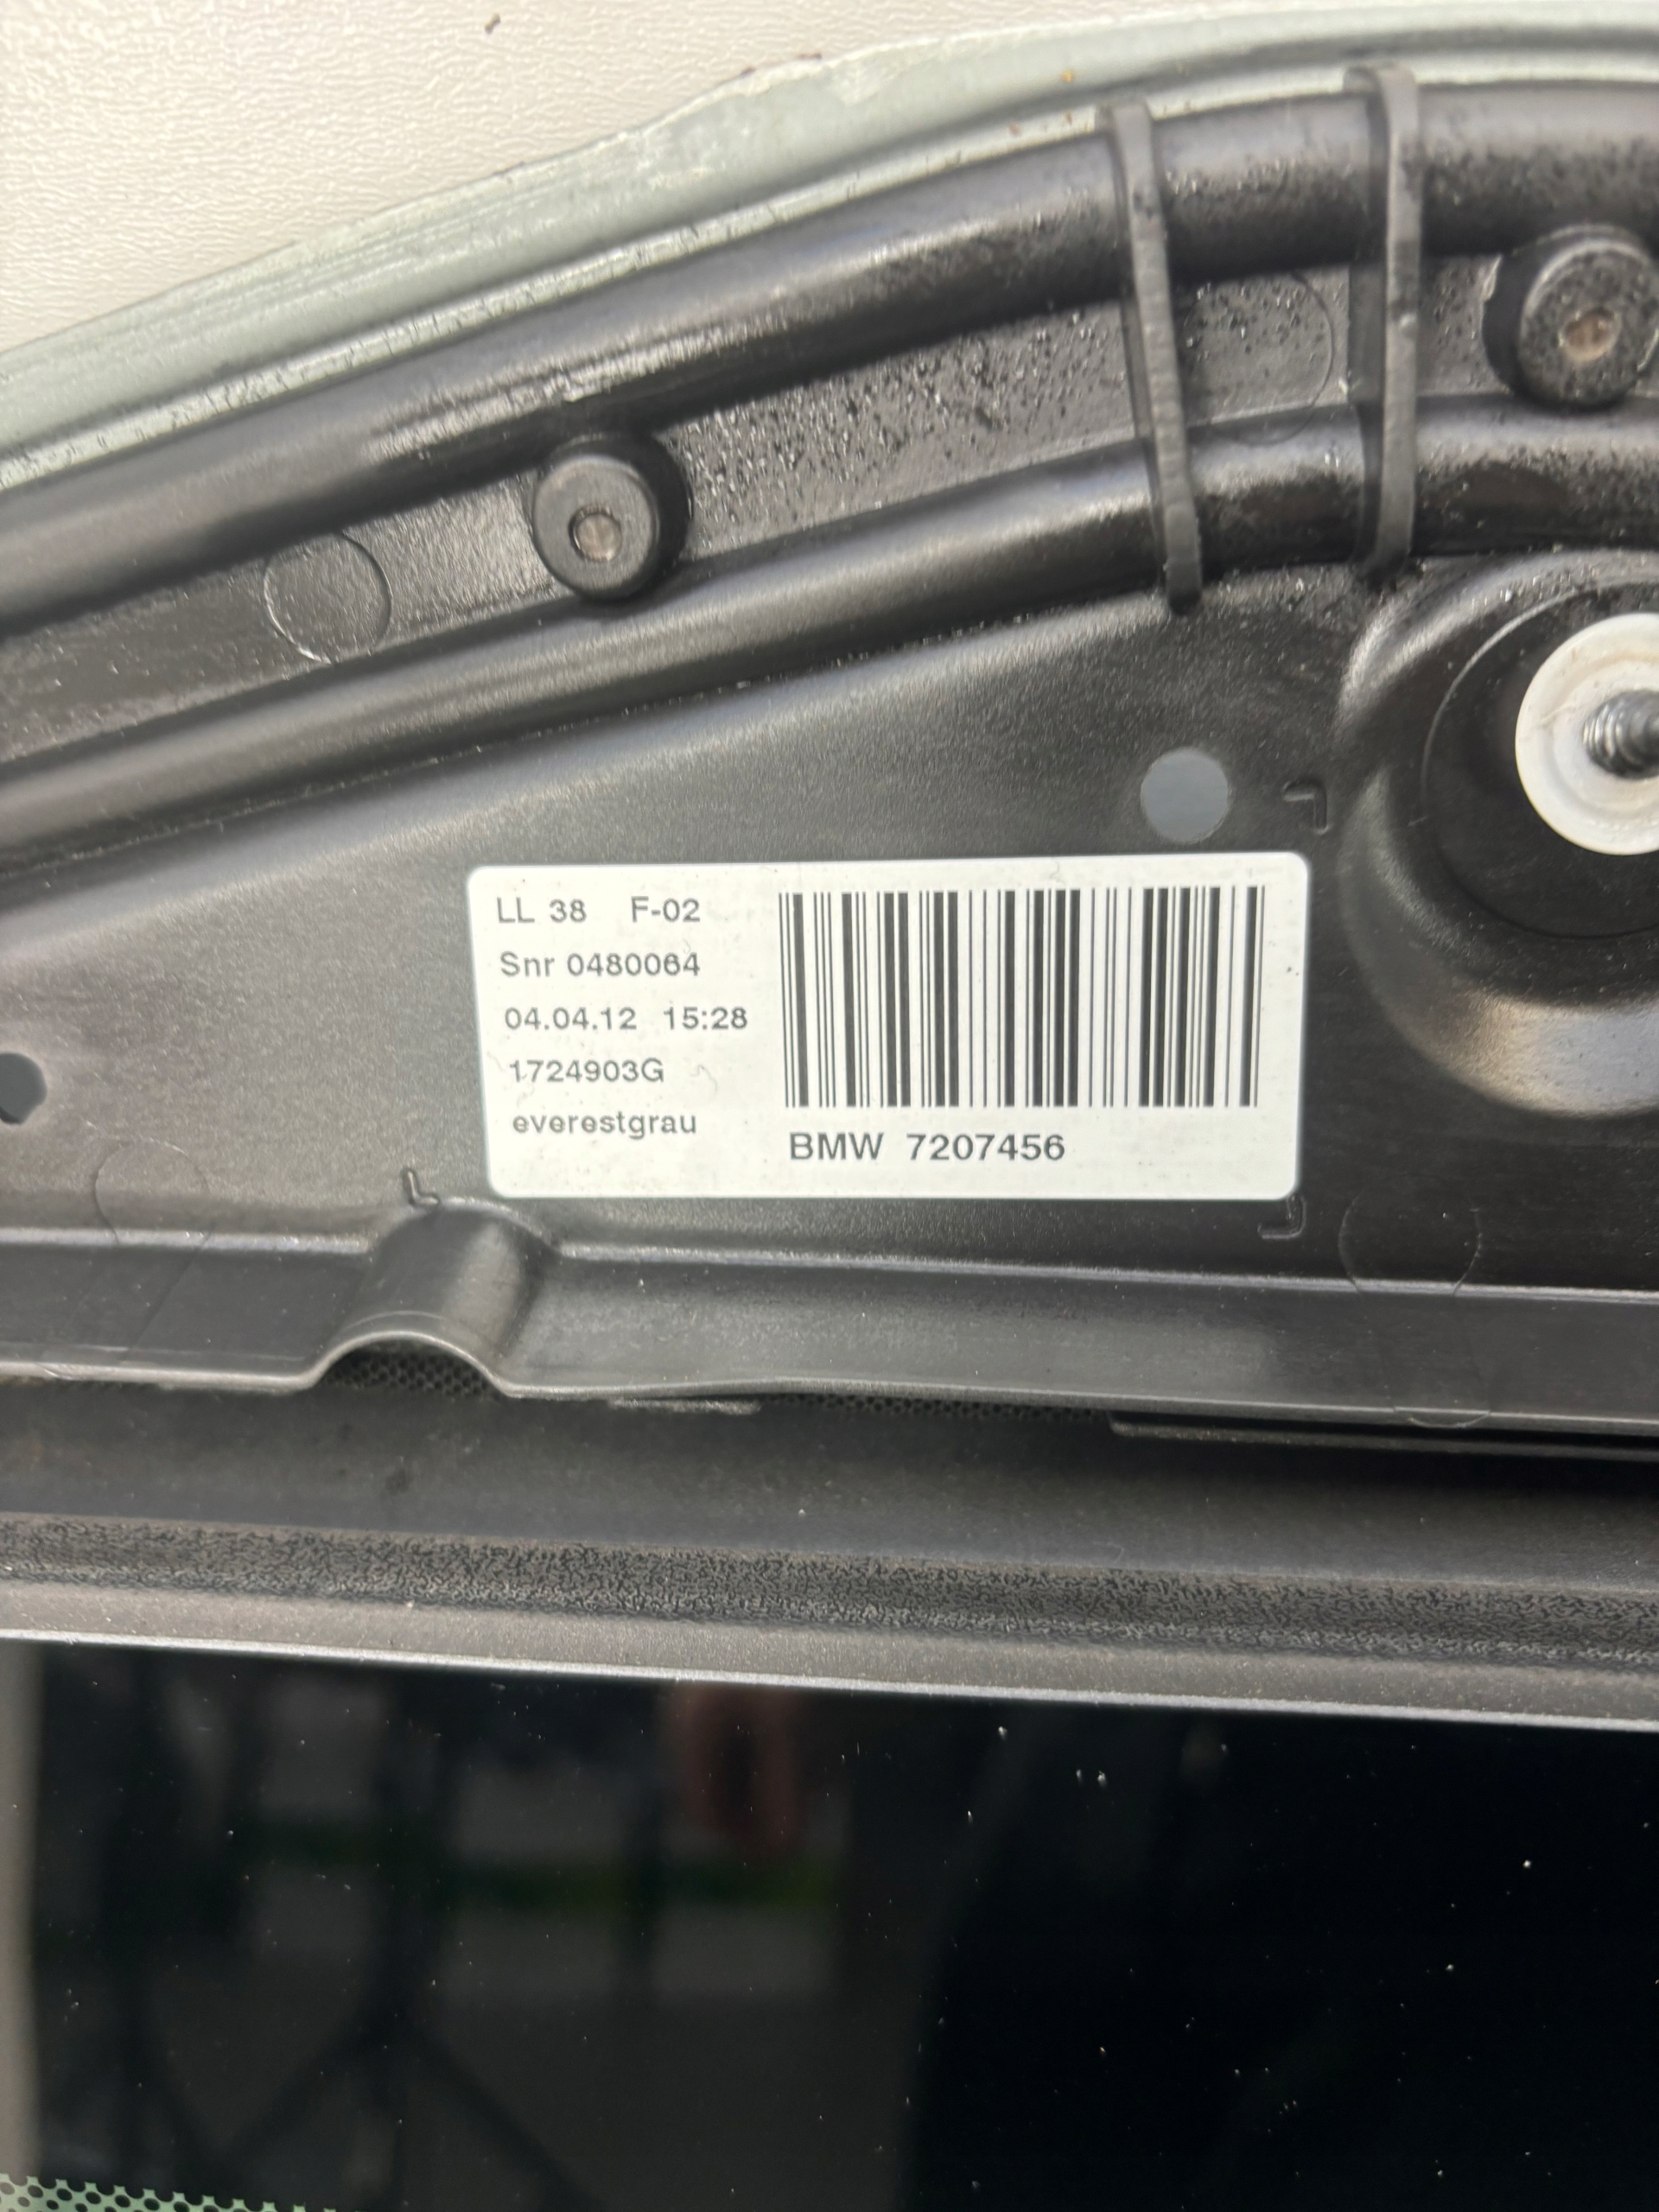 LL 38 F-02
Snr 0480064
04.04.12 15:28
1724903G
everestgrau
BMW 7207456